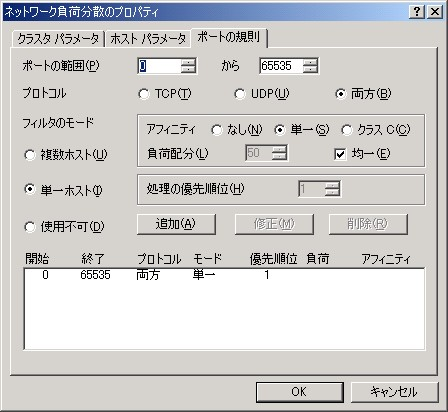 ネットワーク負荷分散のプロパティ
クラスタ パラメータ ホスト パラメータ ポートの規則
ポートの範囲(P) 0 から 65535
プロトコル TCP(T) UDP(U) 両方(B)
フィルタのモード
アフィニティ なし(N) 単一(S) クラス C(C)
複数ホスト(U)
負荷配分(L) 50 均一(E)
単一ホスト(I)
処理の優先順位(H) 1
使用不可(D)
追加(A) 修正(M) 削除(R)
開始 終了 プロトコル モード 優先順位 負荷 アフィニティ
0 65535 両方 単一 1
OK キャンセル